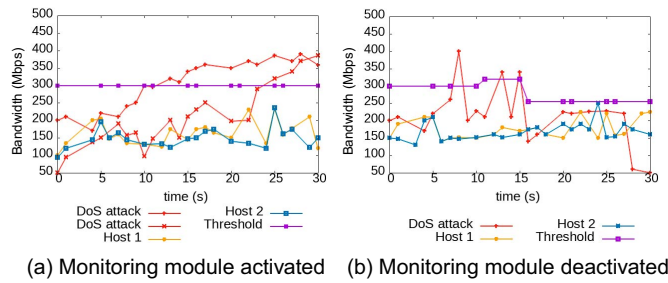 500
450
400
350
300
250
200
150
100
50
Bandwidth (Mbps)
0 5 10 15 20 25 30
time (s)
DoS attack Host 2
DoS attack Threshold
Host 1
(a) Monitoring module activated
500
450
400
350
300
250
200
150
100
50
Bandwidth (Mbps)
0 5 10 15 20 25 30
time (s)
DoS attack Host 2
Host 1 Threshold
(b) Monitoring module deactivated